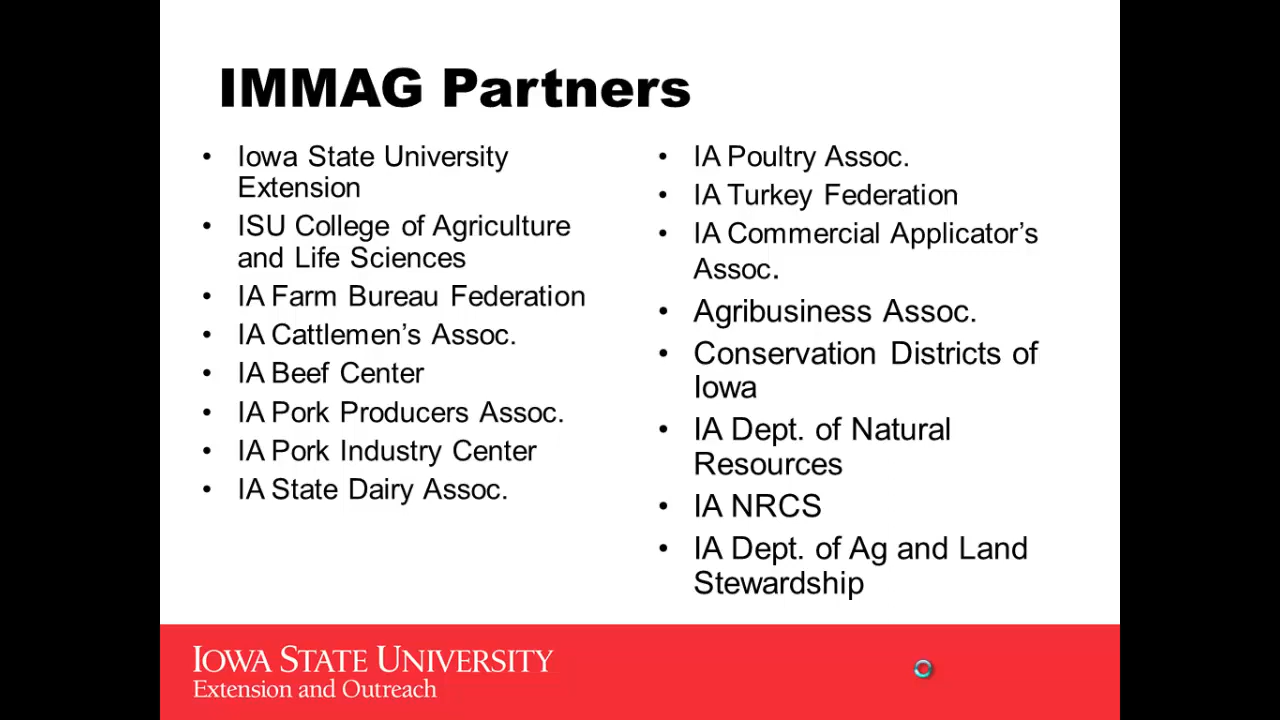 IMMAG Partners
• Iowa State University
Extension
• ISU College of Agriculture
and Life Sciences
• IA Farm Bureau Federation
• IA Cattlemen’s Assoc.
• IA Beef Center
• IA Pork Producers Assoc.
• IA Pork Industry Center
• IA State Dairy Assoc.
• IA Poultry Assoc.
• IA Turkey Federation
• IA Commercial Applicator’s
Assoc.
• Agribusiness Assoc.
• Conservation Districts of
Iowa
• IA Dept. of Natural
Resources
• IA NRCS
• IA Dept. of Ag and Land
Stewardship
IOWA STATE UNIVERSITY
Extension and Outreach